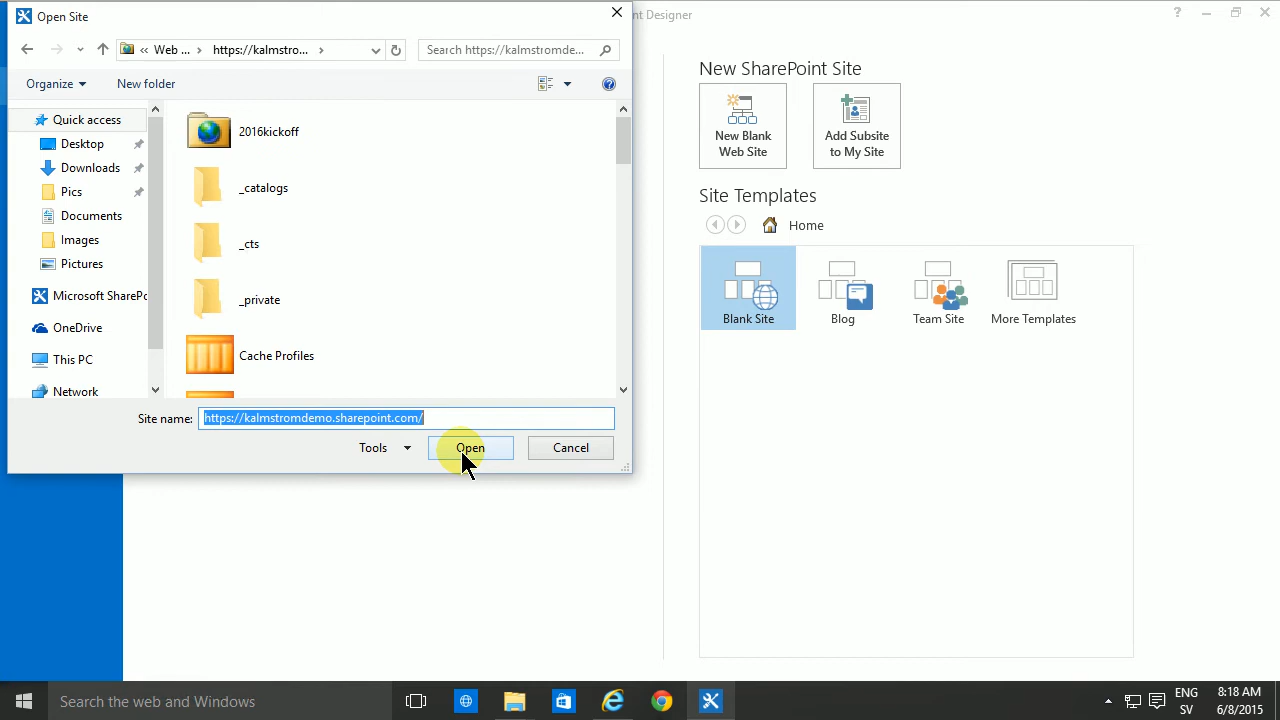 Open Site
nt Designer
« Web ... > https://kalmstro... >
Search https://kalmstromde...
Organize
New folder
Quick access
Desktop
Downloads
Pics
Documents
Images
Pictures
Microsoft SharePc
OneDrive
This PC
Network
2016kickoff
_catalogs
_cts
_private
Cache Profiles
Site name:
https://kalmstromdemo.sharepoint.com/
Tools
Open
Cancel
New SharePoint Site
New Blank
Web Site
Add Subsite
to My Site
Site Templates
Home
Blank Site
Blog
Team Site
More Templates
Search the web and Windows
ENG
SV
8:18 AM
6/8/2015